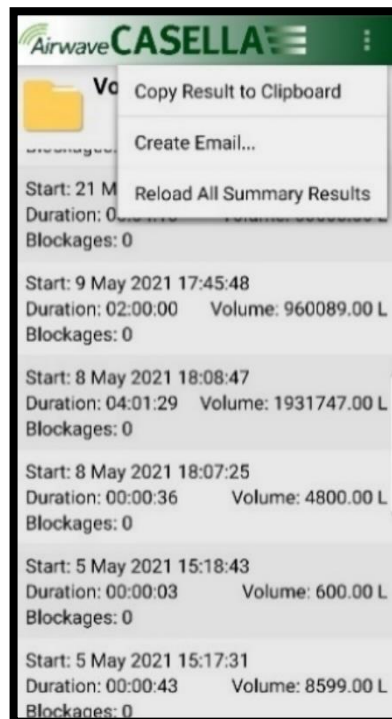 Airwave CASELLA
Vo
Copy Result to Clipboard
Create Email...
Reload All Summary Results
Start: 21 M
Blockages: 0
Start: 9 May 2021 17:45:48
Duration: 02:00:00 Volume: 960089.00 L
Blockages: 0
Start: 8 May 2021 18:08:47
Duration: 04:01:29 Volume: 1931747.00 L
Blockages: 0
Start: 8 May 2021 18:07:25
Duration: 00:00:36 Volume: 4800.00 L
Blockages: 0
Start: 5 May 2021 15:18:43
Duration: 00:00:03 Volume: 600.00 L
Blockages: 0
Start: 5 May 2021 15:17:31
Duration: 00:00:43 Volume: 8599.00 L
Blockages: 0